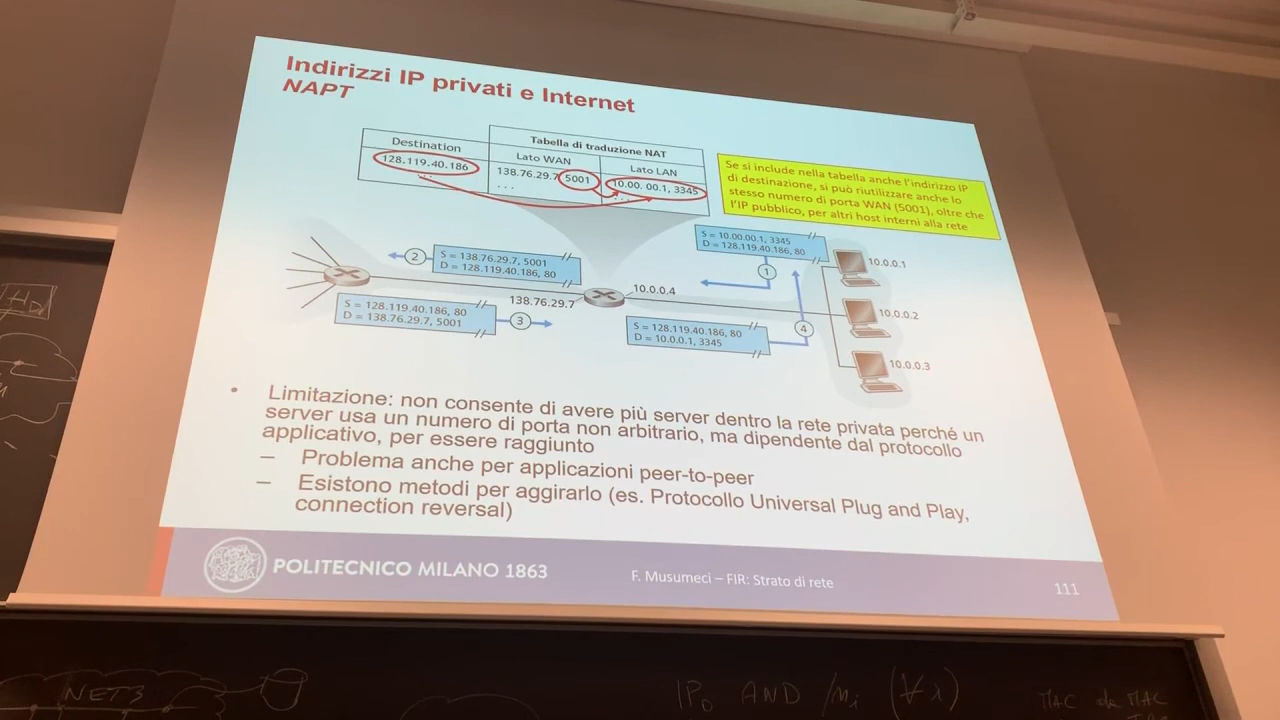 Indirizzi IP privati e Internet
NAPT
Destination
128.119.40.186
...
Tabella di traduzione NAT
Lato WAN
Lato LAN
138.76.29.7, 5001
10.00.00.1, 3345
...
...
Se si include nella tabella anche l'indirizzo IP
di destinazione, si può riutilizzare anche lo
stesso numero di porta WAN (5001), oltre che
l'IP pubblico, per altri host interni alla rete
S = 10.00.00.1, 3345
D = 128.119.40.186, 80
1
2
S = 138.76.29.7, 5001
D = 128.119.40.186, 80
10.0.0.1
10.0.0.4
138.76.29.7
S = 128.119.40.186, 80
D = 138.76.29.7, 5001
3
S = 128.119.40.186, 80
D = 10.0.0.1, 3345
4
10.0.0.2
10.0.0.3
• Limitazione: non consente di avere più server dentro la rete privata perché un
server usa un numero di porta non arbitrario, ma dipendente dal protocollo
applicativo, per essere raggiunto
– Problema anche per applicazioni peer-to-peer
– Esistono metodi per aggirarlo (es. Protocollo Universal Plug and Play,
connection reversal)
POLITECNICO MILANO 1863
F. Musumeci – FIR: Strato di rete
111
NET3
IP₀ AND /mᵢ (∀ i)
MAC de MAC